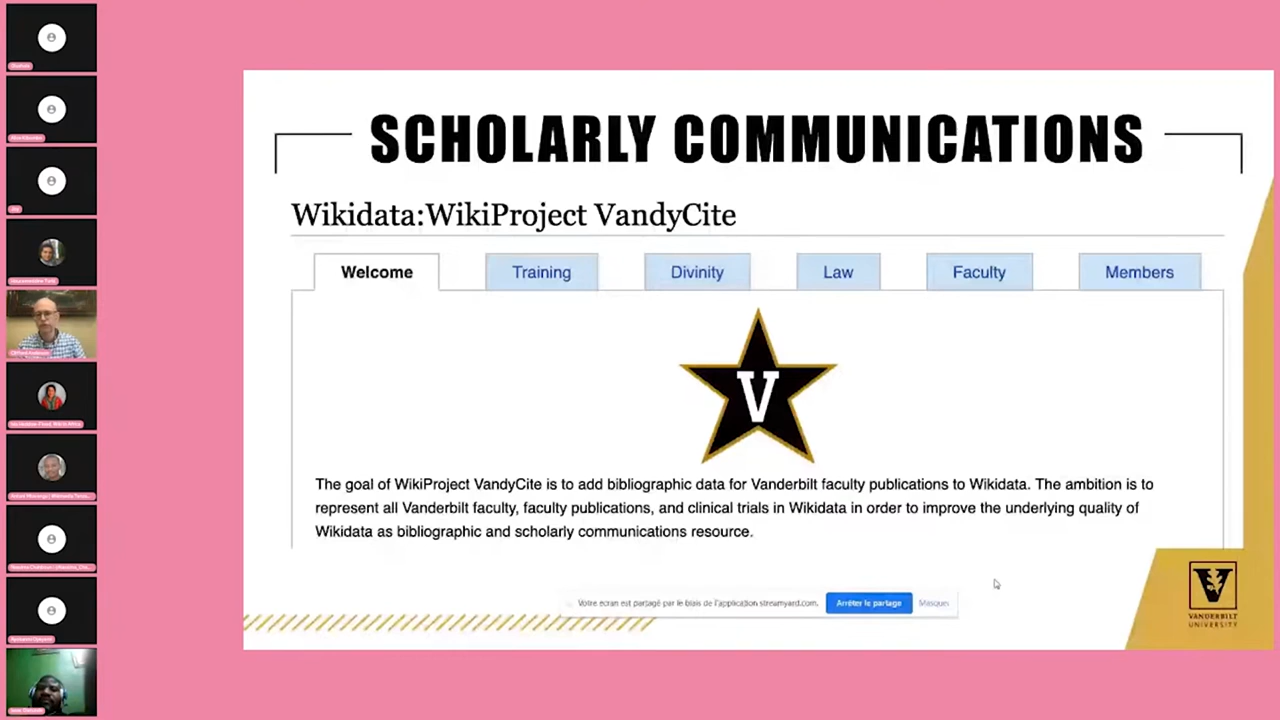 SCHOLARLY COMMUNICATIONS
Wikidata:WikiProject VandyCite
Welcome
Training
Divinity
Law
Faculty
Members
V
The goal of WikiProject VandyCite is to add bibliographic data for Vanderbilt faculty publications to Wikidata. The ambition is to
represent all Vanderbilt faculty, faculty publications, and clinical trials in Wikidata in order to improve the underlying quality of
Wikidata as bibliographic and scholarly communications resource.
Votre écran est partagé par le biais de l'application streamyard.com.
Arrêter le partage
Masquer
V
VANDERBILT
UNIVERSITY
Clifford Anderson